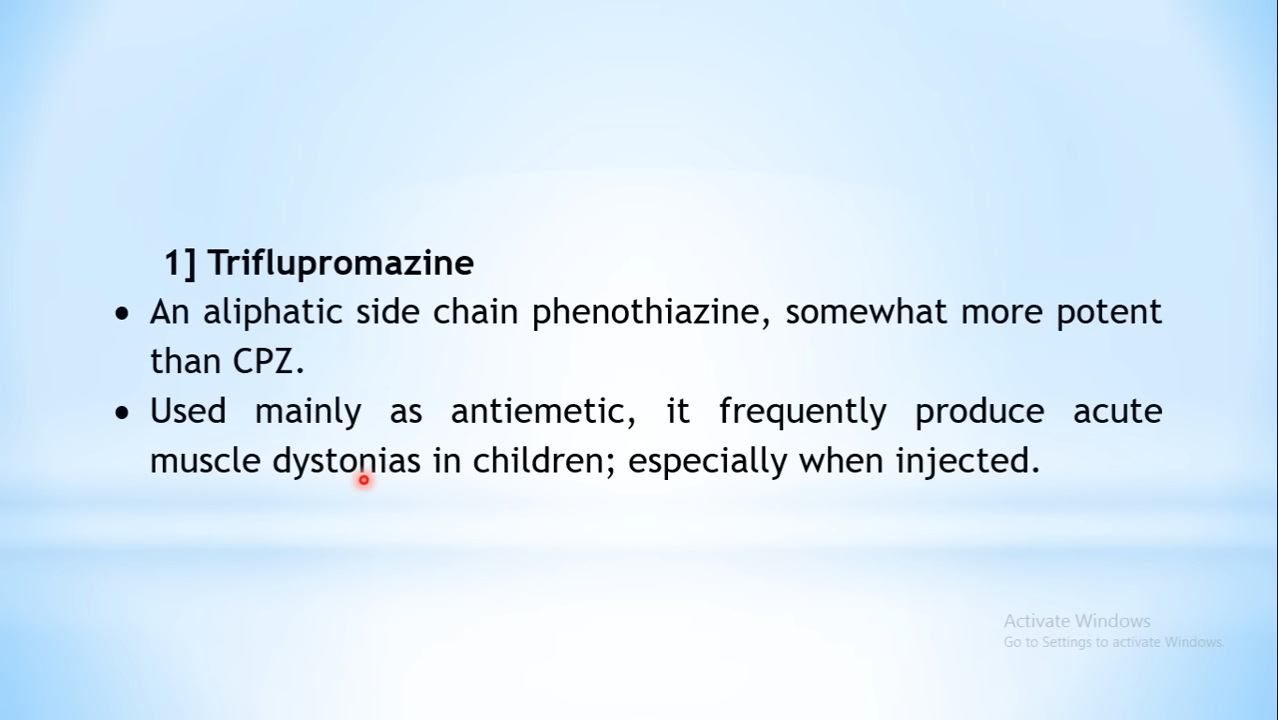 1] Triflupromazine
• An aliphatic side chain phenothiazine, somewhat more potent
than CPZ.
• Used mainly as antiemetic, it frequently produce acute
muscle dystonias in children; especially when injected.
Activate Windows
Go to Settings to activate Windows.